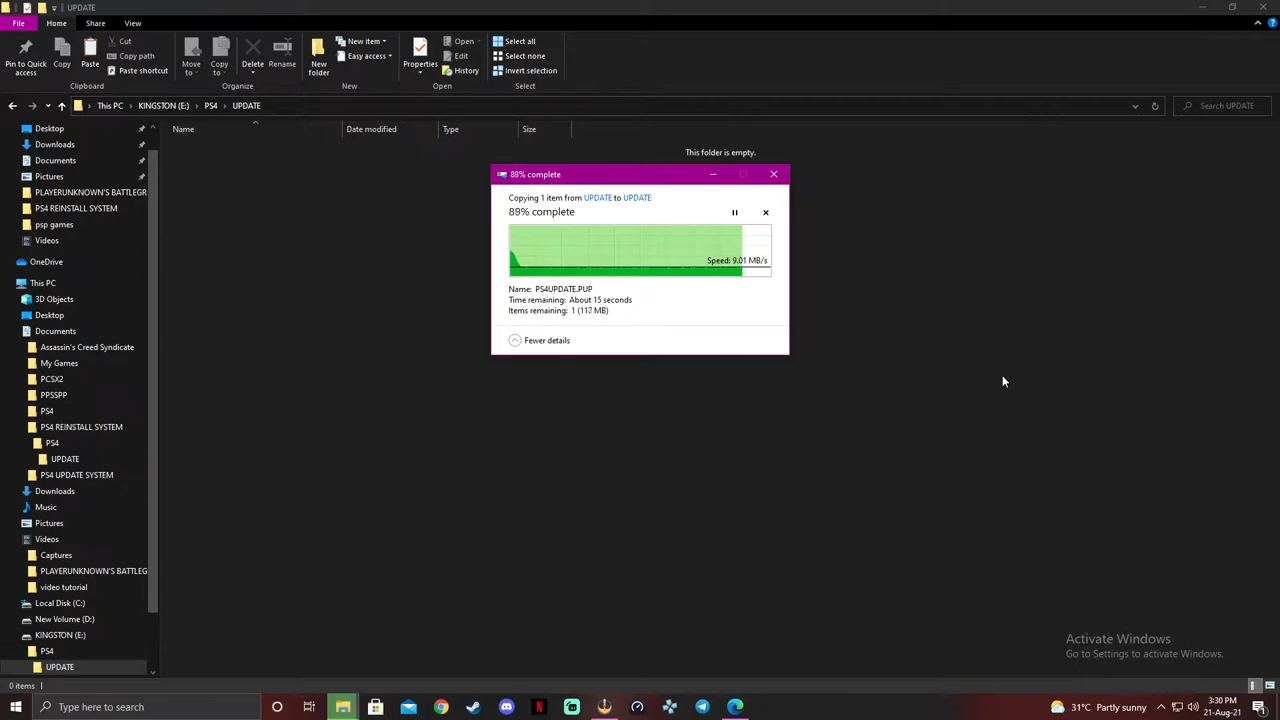 UPDATE
File Home Share View
Pin to Quick access
Copy
Paste
Cut
Copy path
Paste shortcut
Clipboard
Move to
Copy to
Delete
Rename
Organize
New folder
New item
Easy access
New
Properties
Open
Edit
History
Open
Select all
Select none
Invert selection
Select
This PC KINGSTON (E:) PS4 UPDATE
Search UPDATE
Name Date modified Type Size
This folder is empty.
Desktop
Downloads
Documents
Pictures
PLAYERUNKNOWN'S BATTLEGR
PS4 REINSTALL SYSTEM
psp games
Videos
OneDrive
This PC
3D Objects
Desktop
Documents
Assassin's Creed Syndicate
My Games
PCSX2
PPSSPP
PS4
PS4 REINSTALL SYSTEM
PS4
UPDATE
PS4 UPDATE SYSTEM
Downloads
Music
Pictures
Videos
Captures
PLAYERUNKNOWN'S BATTLEG
video tutorial
Local Disk (C:)
New Volume (D:)
KINGSTON (E:)
PS4
UPDATE
88% complete
Copying 1 item from UPDATE to UPDATE
89% complete
Speed: 9.01 MB/s
Name: PS4UPDATE.PUP
Time remaining: About 15 seconds
Items remaining: 1 MB)
Fewer details
Activate Windows
Go to Settings to activate Windows.
0 items
Type here to search
31°C Partly sunny
3:30 PM
21-Aug-21
1